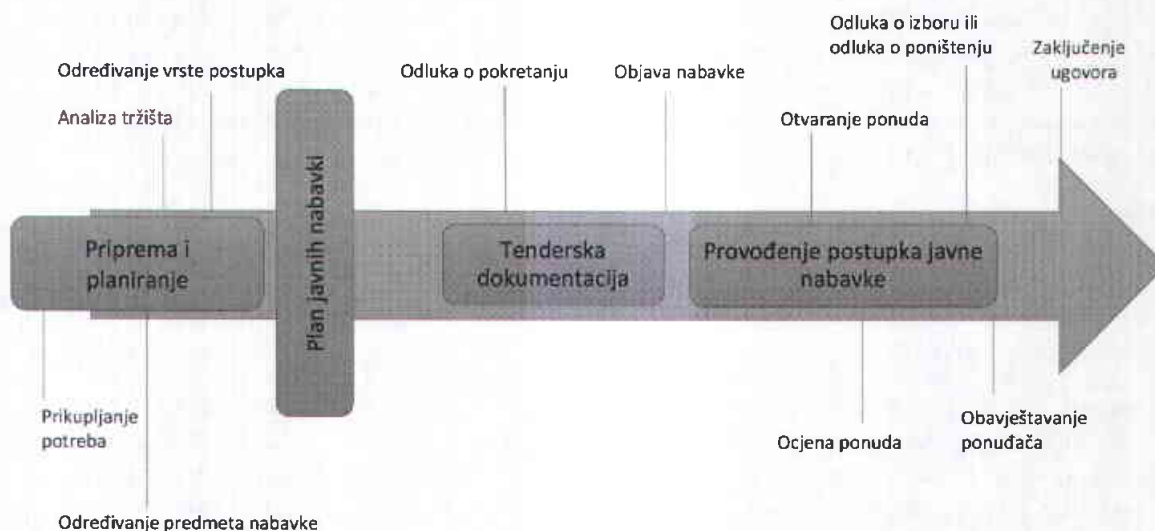 Odluka o izboru ili
odluka o poništenju
Zaključenje
ugovora
Određivanje vrste postupka
Odluka o pokretanju
Objava nabavke
Analiza tržišta
Otvaranje ponuda
Plan javnih nabavki
Priprema i
planiranje
Tenderska
dokumentacija
Provođenje postupka javne
nabavke
Prikupljanje
potreba
Ocjena ponuda
Obavještavanje
ponuđača
Određivanje predmeta nabavke